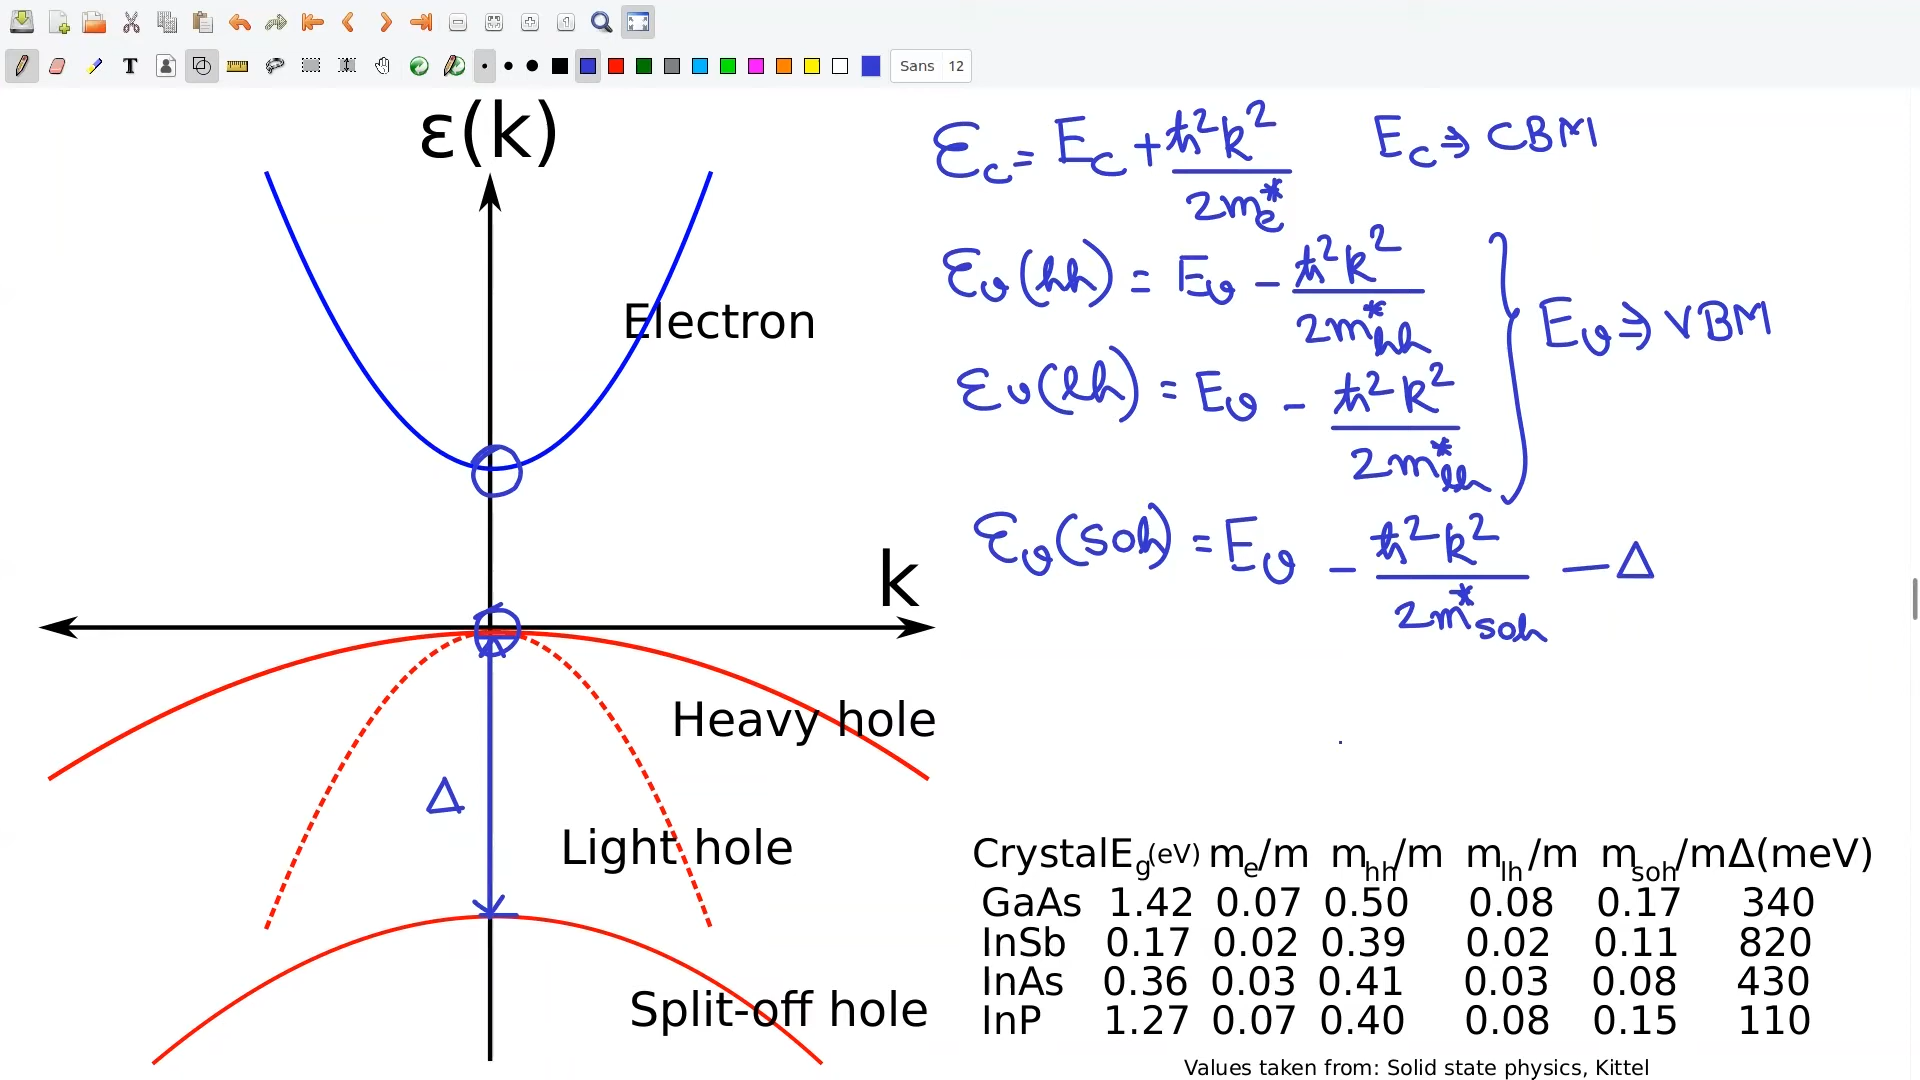 Sans 12
ε(k)
Electron
k
Heavy hole
Δ
Light hole
Split-off hole
Ɛc = Ec + ħ²k² / 2me*
Ec ⇒ CBM
Ɛv (hh) = Ev − ħ²k² / 2m*hh
Ɛv (lh) = Ev − ħ²k² / 2m*lh
Ev ⇒ VBM
Ɛv (soh) = Ev − ħ²k² / 2m*soh − Δ
Crystal Eg(eV) me/m mhh/m mlh/m msoh/m Δ(meV)
GaAs 1.42 0.07 0.50 0.08 0.17 340
InSb 0.17 0.02 0.39 0.02 0.11 820
InAs 0.36 0.03 0.41 0.03 0.08 430
InP 1.27 0.07 0.40 0.08 0.15 110
Values taken from: Solid state physics, Kittel